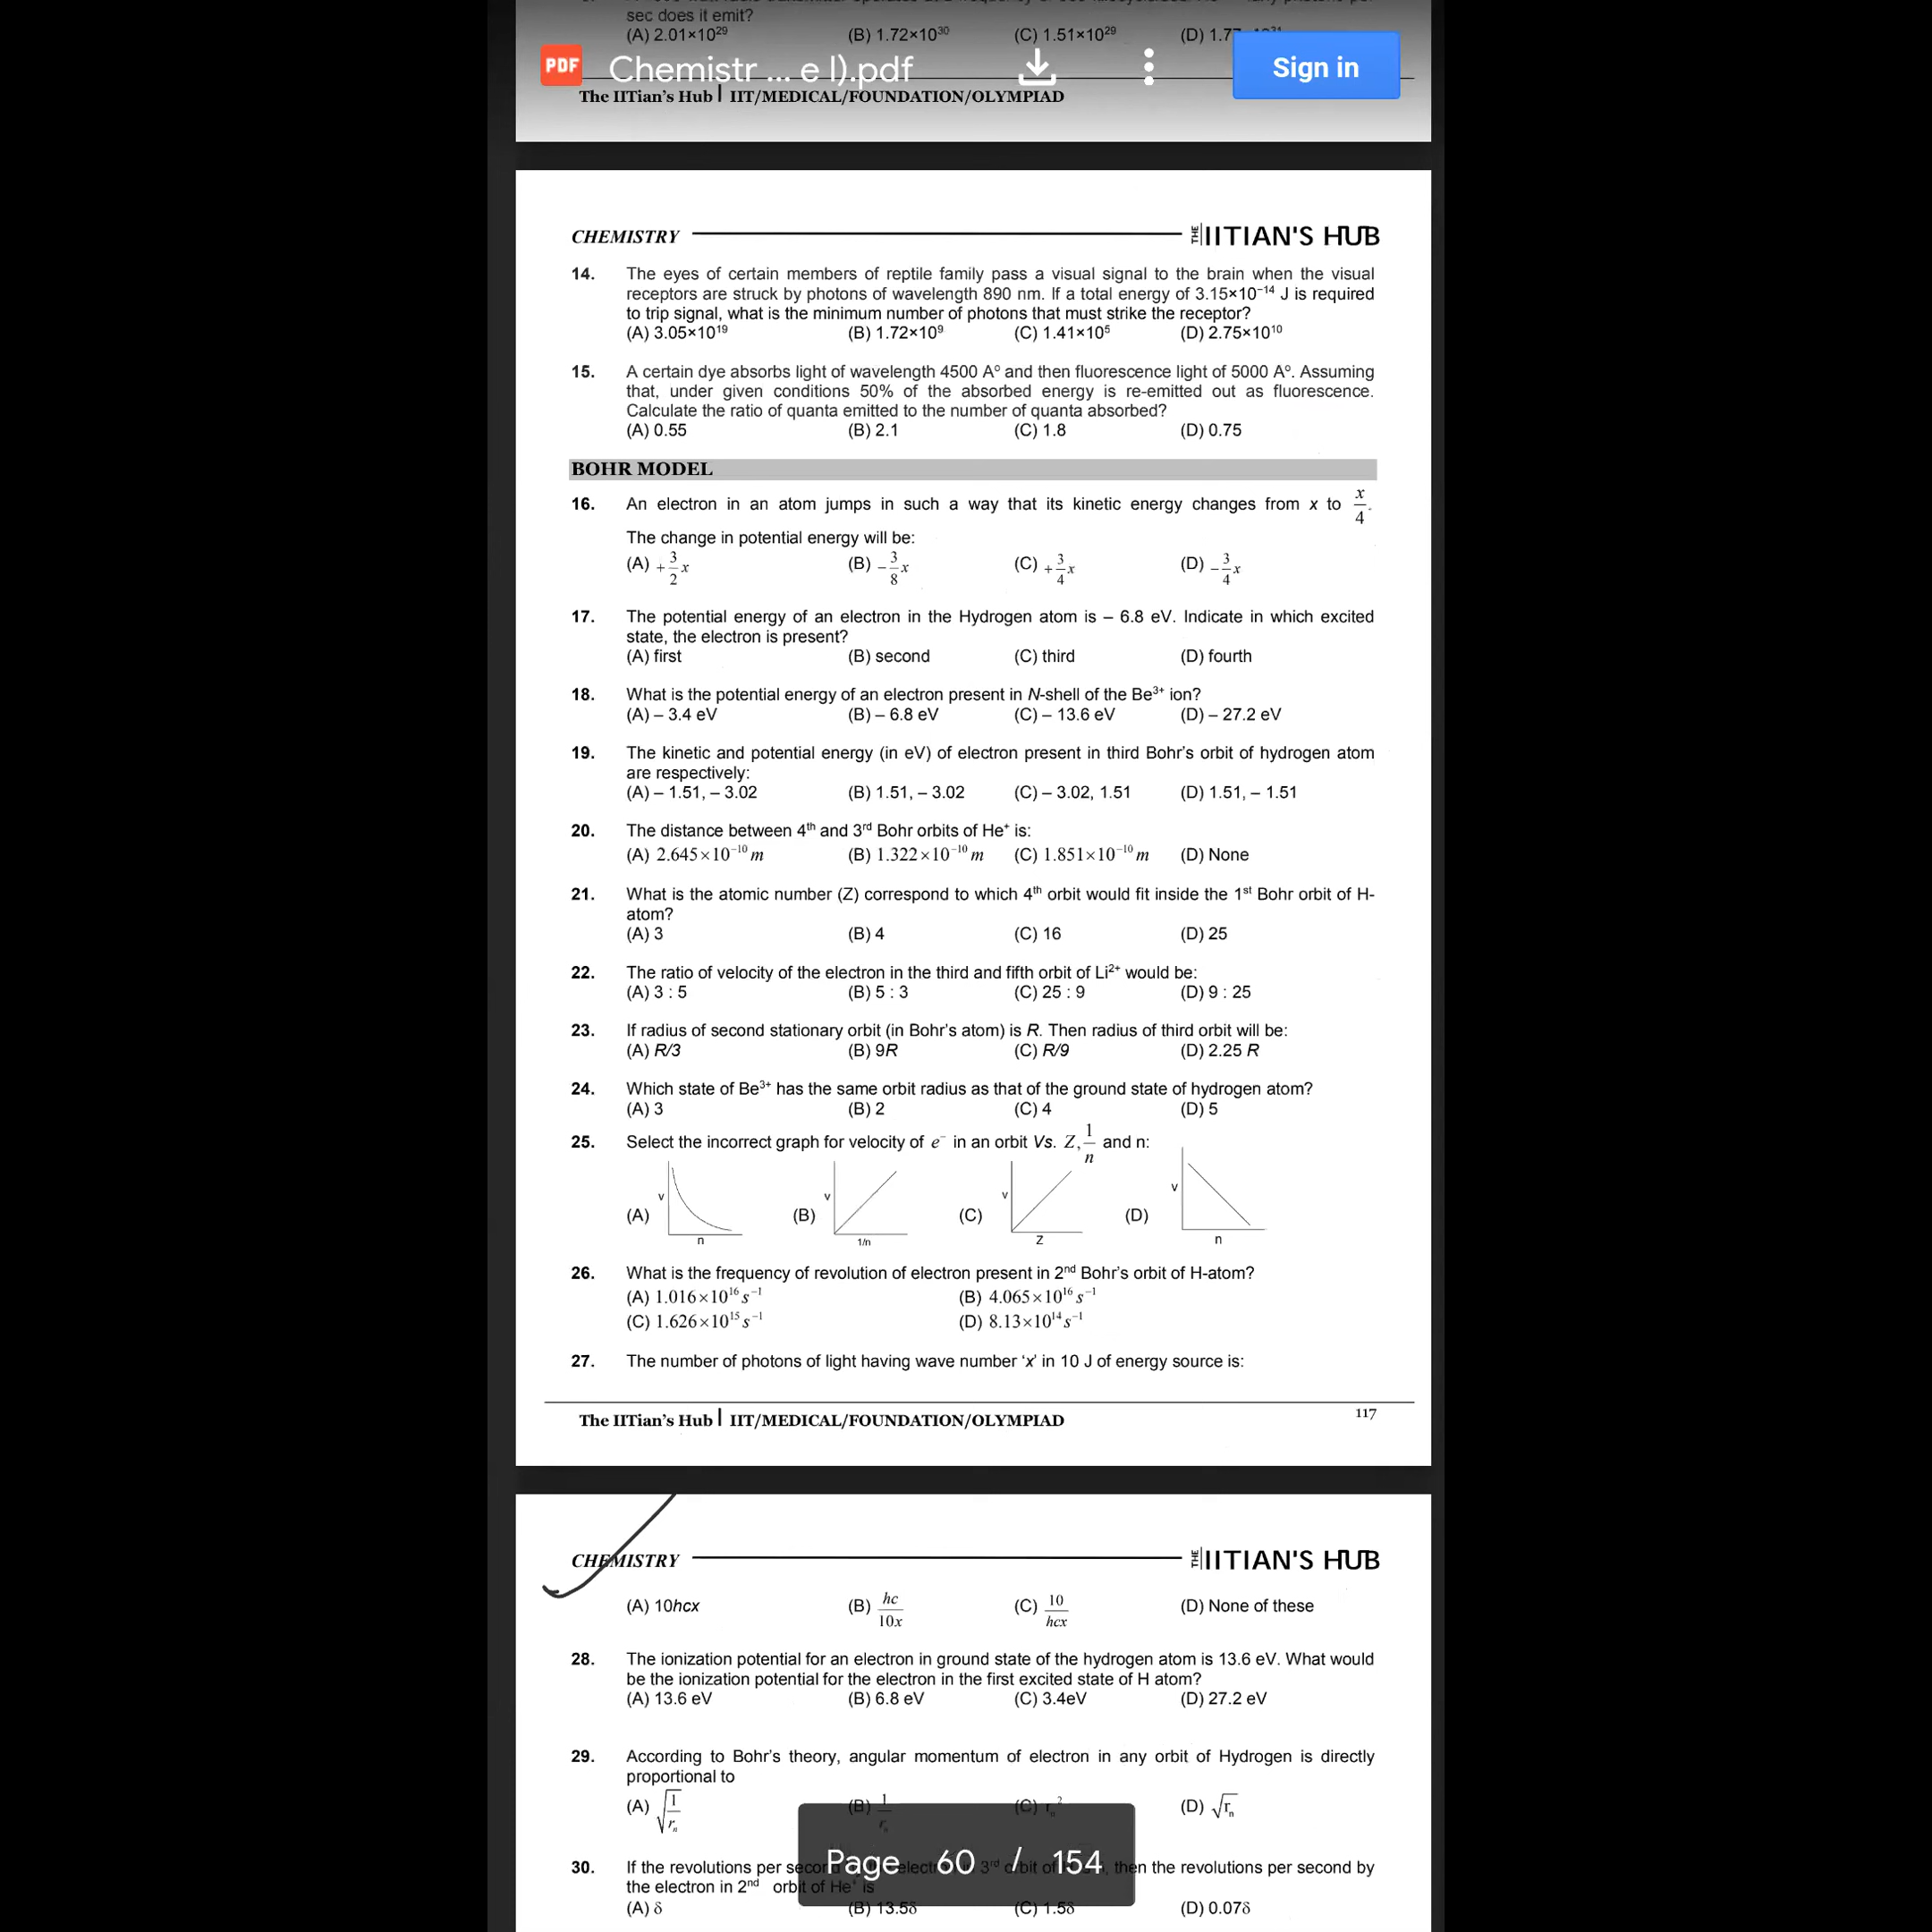 sec does it emit?
(A) 2.01×10²⁹ (B) 1.72×10³⁰ (C) 1.51×10²⁹ (D)
PDF Chemistr ... e I).pdf Sign in
The IITian's Hub | IIT/MEDICAL/FOUNDATION/OLYMPIAD
CHEMISTRY THE IITIAN'S HUB
14. The eyes of certain members of reptile family pass a visual signal to the brain when the visual
receptors are struck by photons of wavelength 890 nm. If a total energy of 3.15×10⁻¹⁴ J is required
to trip signal, what is the minimum number of photons that must strike the receptor?
(A) 3.05×10¹⁹ (B) 1.72×10⁹ (C) 1.41×10⁵ (D) 2.75×10¹⁰
15. A certain dye absorbs light of wavelength 4500 A° and then fluorescence light of 5000 A°. Assuming
that, under given conditions 50% of the absorbed energy is re-emitted out as fluorescence.
Calculate the ratio of quanta emitted to the number of quanta absorbed?
(A) 0.55 (B) 2.1 (C) 1.8 (D) 0.75
BOHR MODEL
16. An electron in an atom jumps in such a way that its kinetic energy changes from x to x/4.
The change in potential energy will be:
(A) +3/2 x (B) −3/8 x (C) +3/4 x (D) −3/4 x
17. The potential energy of an electron in the Hydrogen atom is – 6.8 eV. Indicate in which excited
state, the electron is present?
(A) first (B) second (C) third (D) fourth
18. What is the potential energy of an electron present in N-shell of the Be³⁺ ion?
(A) – 3.4 eV (B) – 6.8 eV (C) – 13.6 eV (D) – 27.2 eV
19. The kinetic and potential energy (in eV) of electron present in third Bohr's orbit of hydrogen atom
are respectively:
(A) – 1.51, – 3.02 (B) 1.51, – 3.02 (C) – 3.02, 1.51 (D) 1.51, – 1.51
20. The distance between 4th and 3rd Bohr orbits of He⁺ is:
(A) 2.645×10⁻¹⁰ m (B) 1.322×10⁻¹⁰ m (C) 1.851×10⁻¹⁰ m (D) None
21. What is the atomic number (Z) correspond to which 4th orbit would fit inside the 1st Bohr orbit of H-
atom?
(A) 3 (B) 4 (C) 16 (D) 25
22. The ratio of velocity of the electron in the third and fifth orbit of Li²⁺ would be:
(A) 3 : 5 (B) 5 : 3 (C) 25 : 9 (D) 9 : 25
23. If radius of second stationary orbit (in Bohr's atom) is R. Then radius of third orbit will be:
(A) R/3 (B) 9R (C) R/9 (D) 2.25 R
24. Which state of Be³⁺ has the same orbit radius as that of the ground state of hydrogen atom?
(A) 3 (B) 2 (C) 4 (D) 5
25. Select the incorrect graph for velocity of e⁻ in an orbit Vs. Z, 1/n and n:
(A) v n (B) v 1/n (C) v Z (D) v n
26. What is the frequency of revolution of electron present in 2nd Bohr's orbit of H-atom?
(A) 1.016×10¹⁶ s⁻¹ (B) 4.065×10¹⁶ s⁻¹
(C) 1.626×10¹⁵ s⁻¹ (D) 8.13×10¹⁴ s⁻¹
27. The number of photons of light having wave number 'x' in 10 J of energy source is:
The IITian's Hub | IIT/MEDICAL/FOUNDATION/OLYMPIAD 117
CHEMISTRY THE IITIAN'S HUB
(A) 10hcx (B) hc/10x (C) 10/hcx (D) None of these
28. The ionization potential for an electron in ground state of the hydrogen atom is 13.6 eV. What would
be the ionization potential for the electron in the first excited state of H atom?
(A) 13.6 eV (B) 6.8 eV (C) 3.4eV (D) 27.2 eV
29. According to Bohr's theory, angular momentum of electron in any orbit of Hydrogen is directly
proportional to
(A) √(1/rₙ) (B) 1/rₙ (C) rₙ² (D) √rₙ
30. If the revolutions per second elect 3rd orbit of then the revolutions per second by
Page 60 / 154
the electron in 2nd orbit of He⁺ is
(A) δ (B) 13.5δ (C) 1.5δ (D) 0.07δ